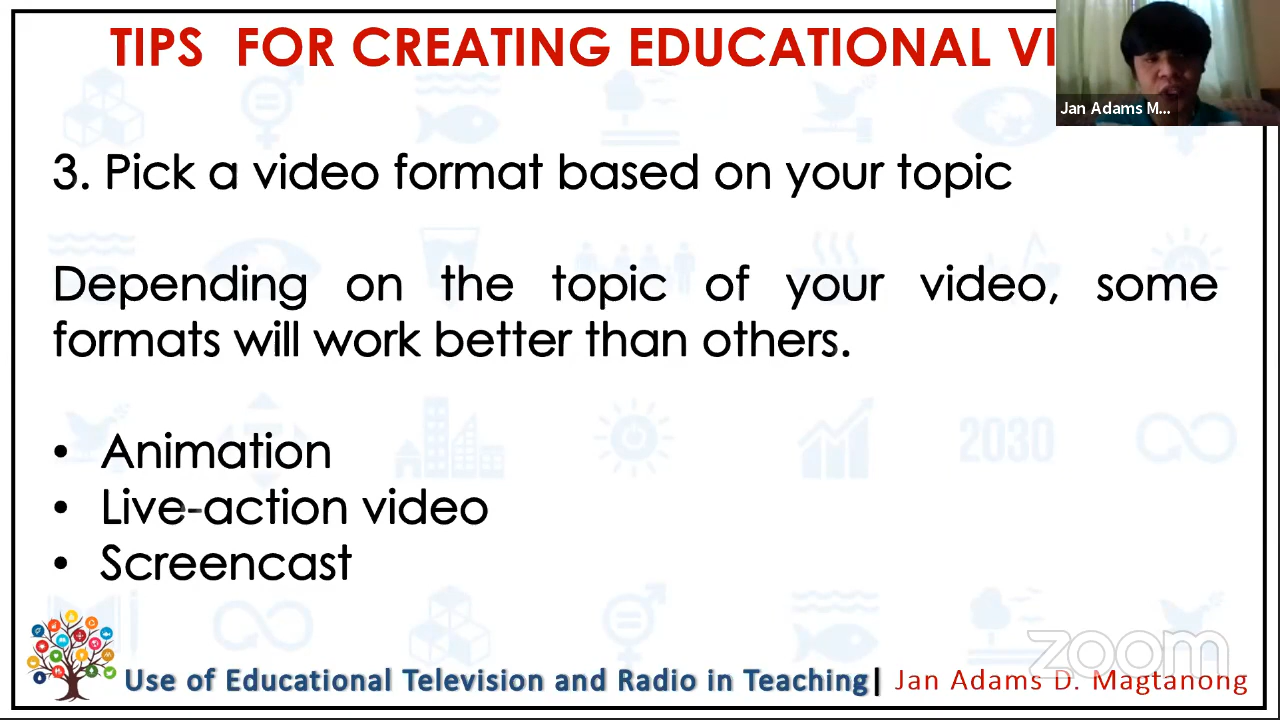 TIPS FOR CREATING EDUCATIONAL VI
Jan Adams M...
3. Pick a video format based on your topic
Depending on the topic of your video, some
formats will work better than others.
• Animation
• Live-action video
• Screencast
2030
zoom
Use of Educational Television and Radio in Teaching| Jan Adams D. Magtanong